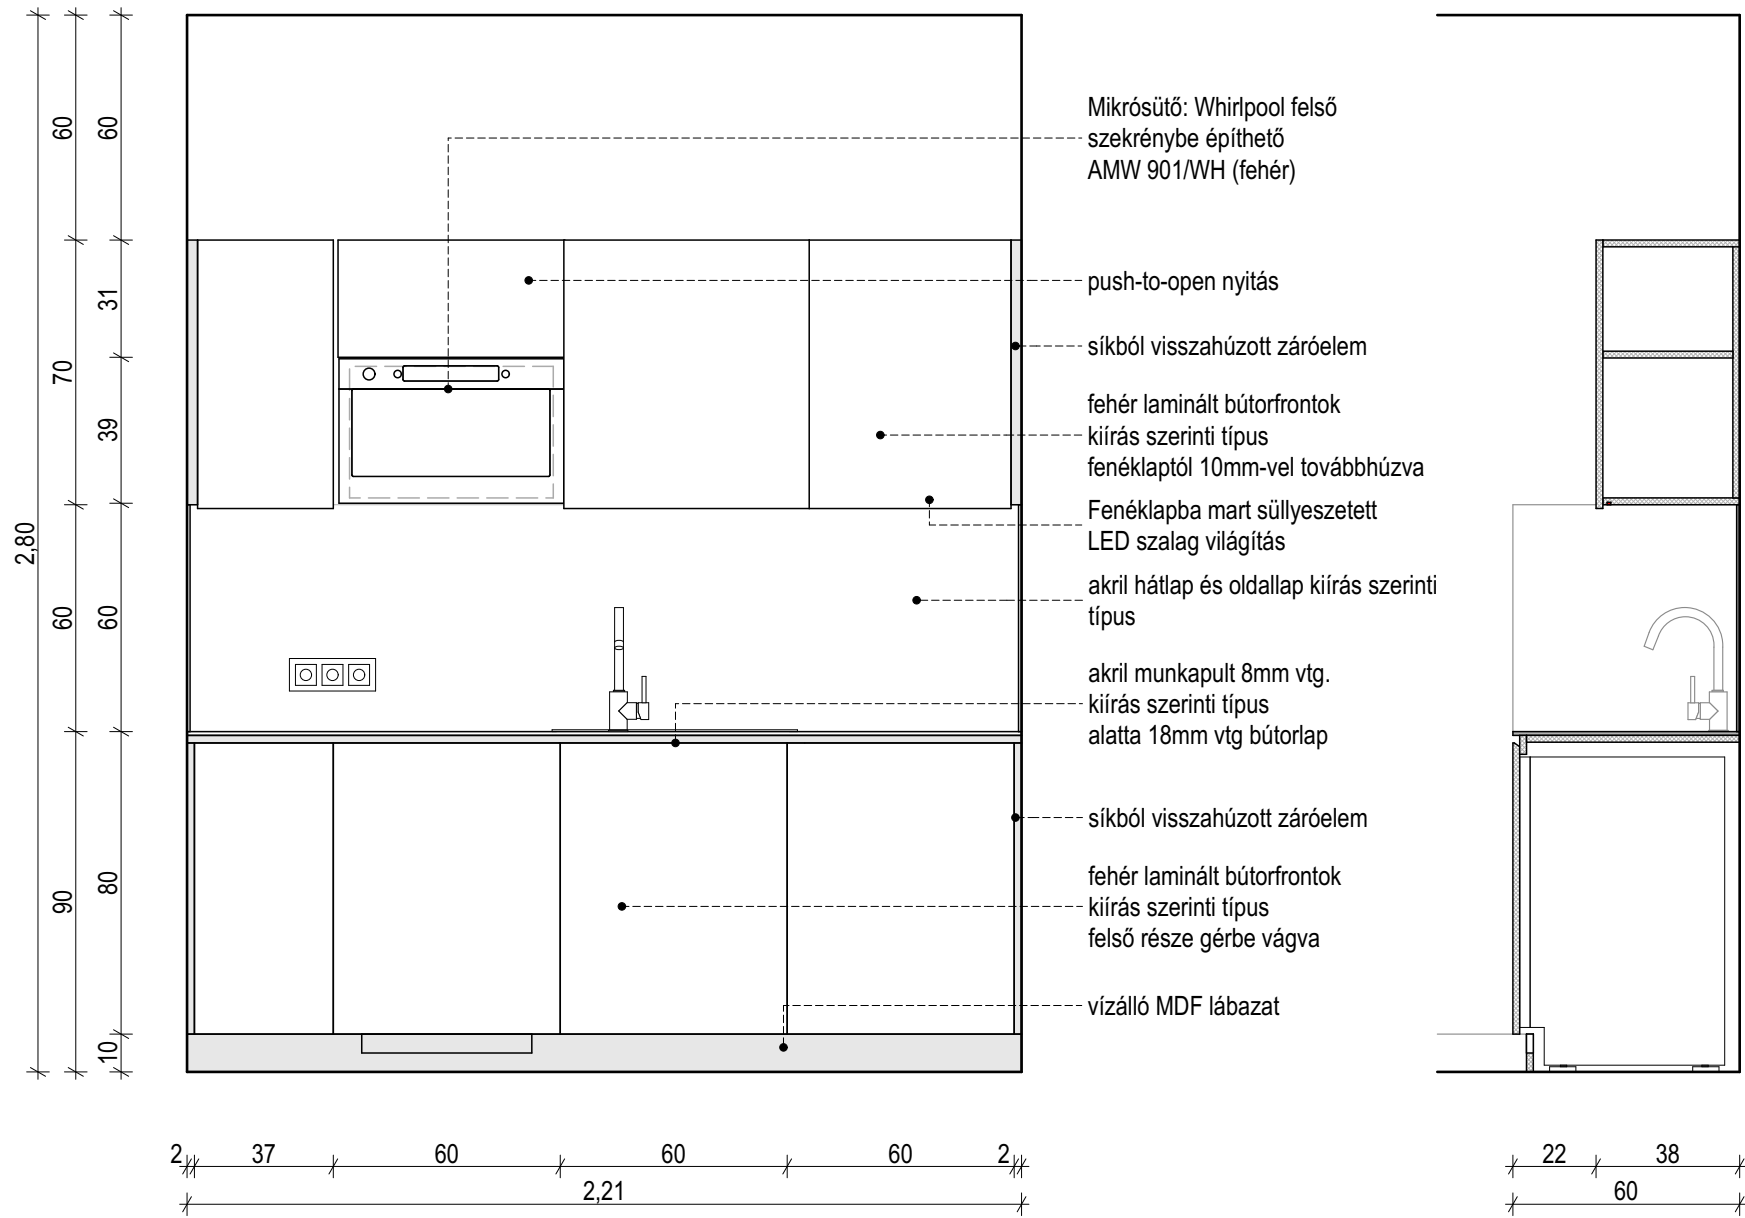 Mikrósütő: Whirlpool felső
szekrénybe építhető
AMW 901/WH (fehér)
push-to-open nyitás
síkból visszahúzott záróelem
fehér laminált bútorfrontok
kiírás szerinti típus
fenéklaptól 10mm-vel továbbhúzva
Fenéklapba mart süllyeszetett
LED szalag világítás
akril hátlap és oldallap kiírás szerinti
típus
akril munkapult 8mm vtg.
kiírás szerinti típus
alatta 18mm vtg bútorlap
síkból visszahúzott záróelem
fehér laminált bútorfrontok
kiírás szerinti típus
felső része gérbe vágva
vízálló MDF lábazat
2,80
60
70
60
90
60
31
39
60
80
10
2 37 60 60 60 2
2,21
22 38
60